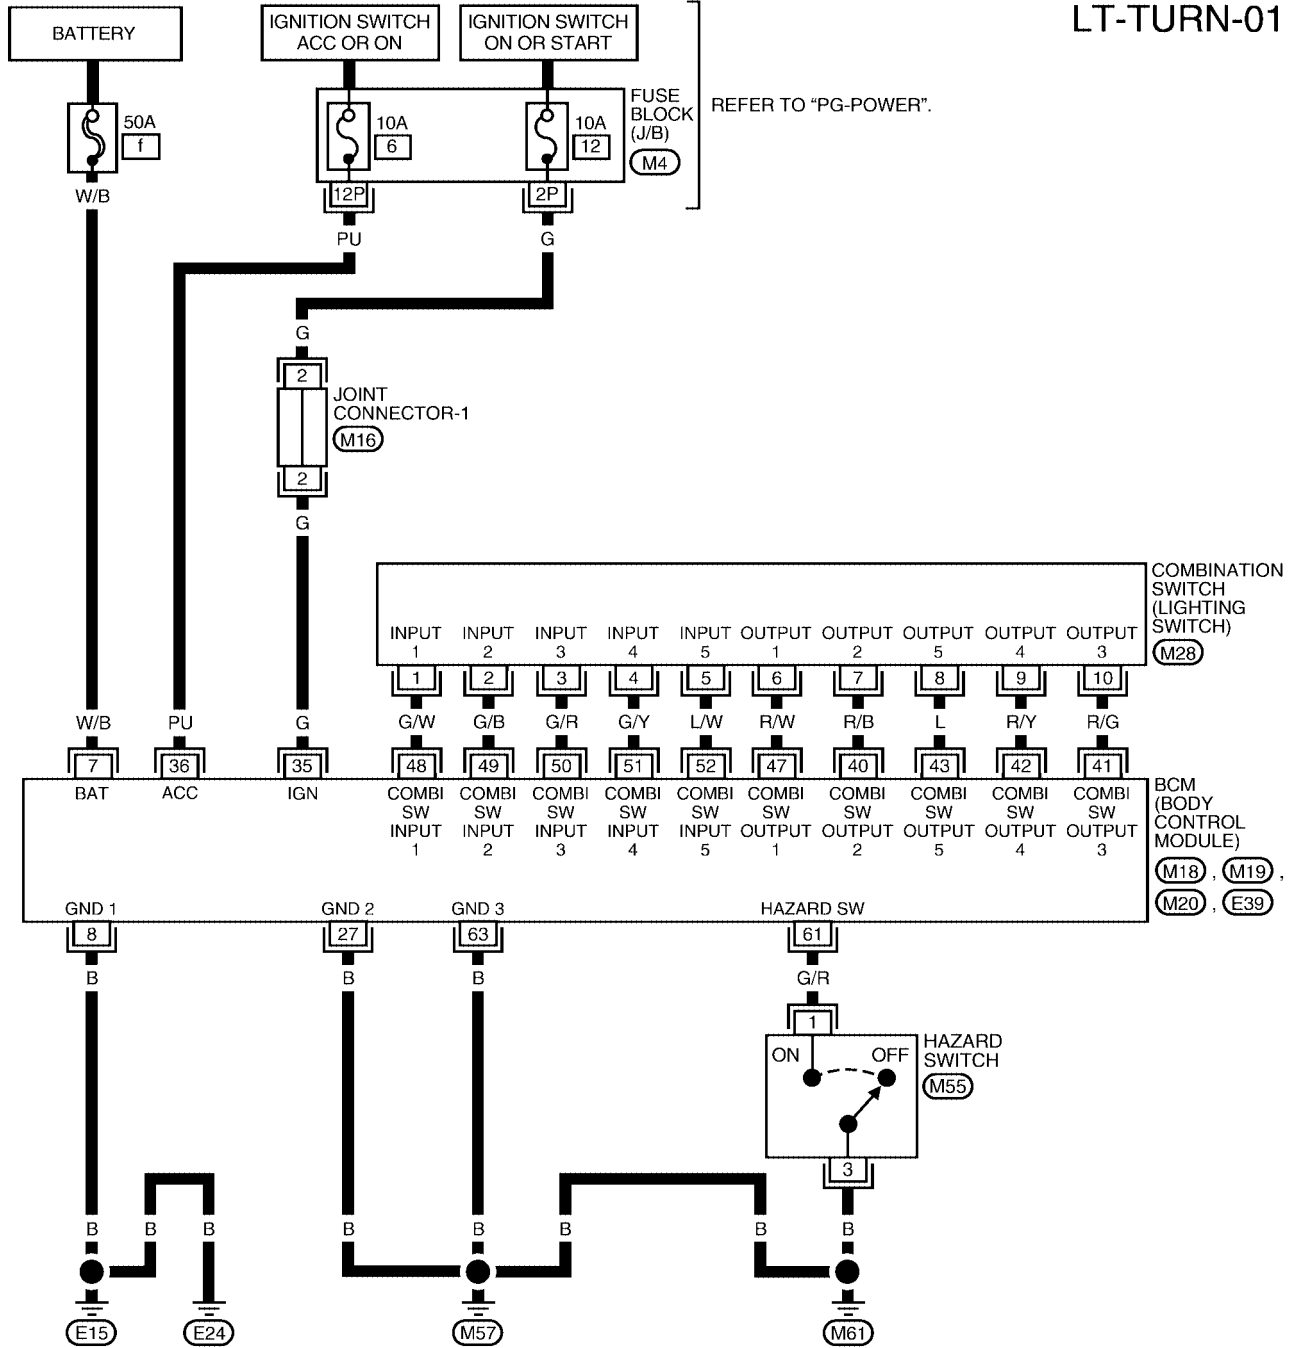 LT-TURN-01
BATTERY
IGNITION SWITCH
ACC OR ON
IGNITION SWITCH
ON OR START
50A
f
10A
6
10A
12
FUSE
BLOCK
(J/B)
M4
REFER TO “PG-POWER”.
W/B
12P
2P
PU
G
G
2
JOINT
CONNECTOR-1
M16
2
G
COMBINATION
SWITCH
(LIGHTING
SWITCH)
M28
INPUT INPUT INPUT INPUT INPUT OUTPUT OUTPUT OUTPUT OUTPUT OUTPUT
1 2 3 4 5 1 2 5 4 3
1 2 3 4 5 6 7 8 9 10
W/B PU G G/W G/B G/R G/Y L/W R/W R/B L R/Y R/G
7 36 35 48 49 50 51 52 47 40 43 42 41
BAT ACC IGN COMBI COMBI COMBI COMBI COMBI COMBI COMBI COMBI COMBI COMBI
SW SW SW SW SW SW SW SW SW SW
INPUT INPUT INPUT INPUT INPUT OUTPUT OUTPUT OUTPUT OUTPUT OUTPUT
1 2 3 4 5 1 2 5 4 3
BCM
(BODY
CONTROL
MODULE)
M18 , M19 ,
M20 , E39
GND 1 GND 2 GND 3 HAZARD SW
8 27 63 61
B B B G/R
1
ON OFF
HAZARD
SWITCH
M55
3
B B B B B B B B
E15 E24 M57 M61